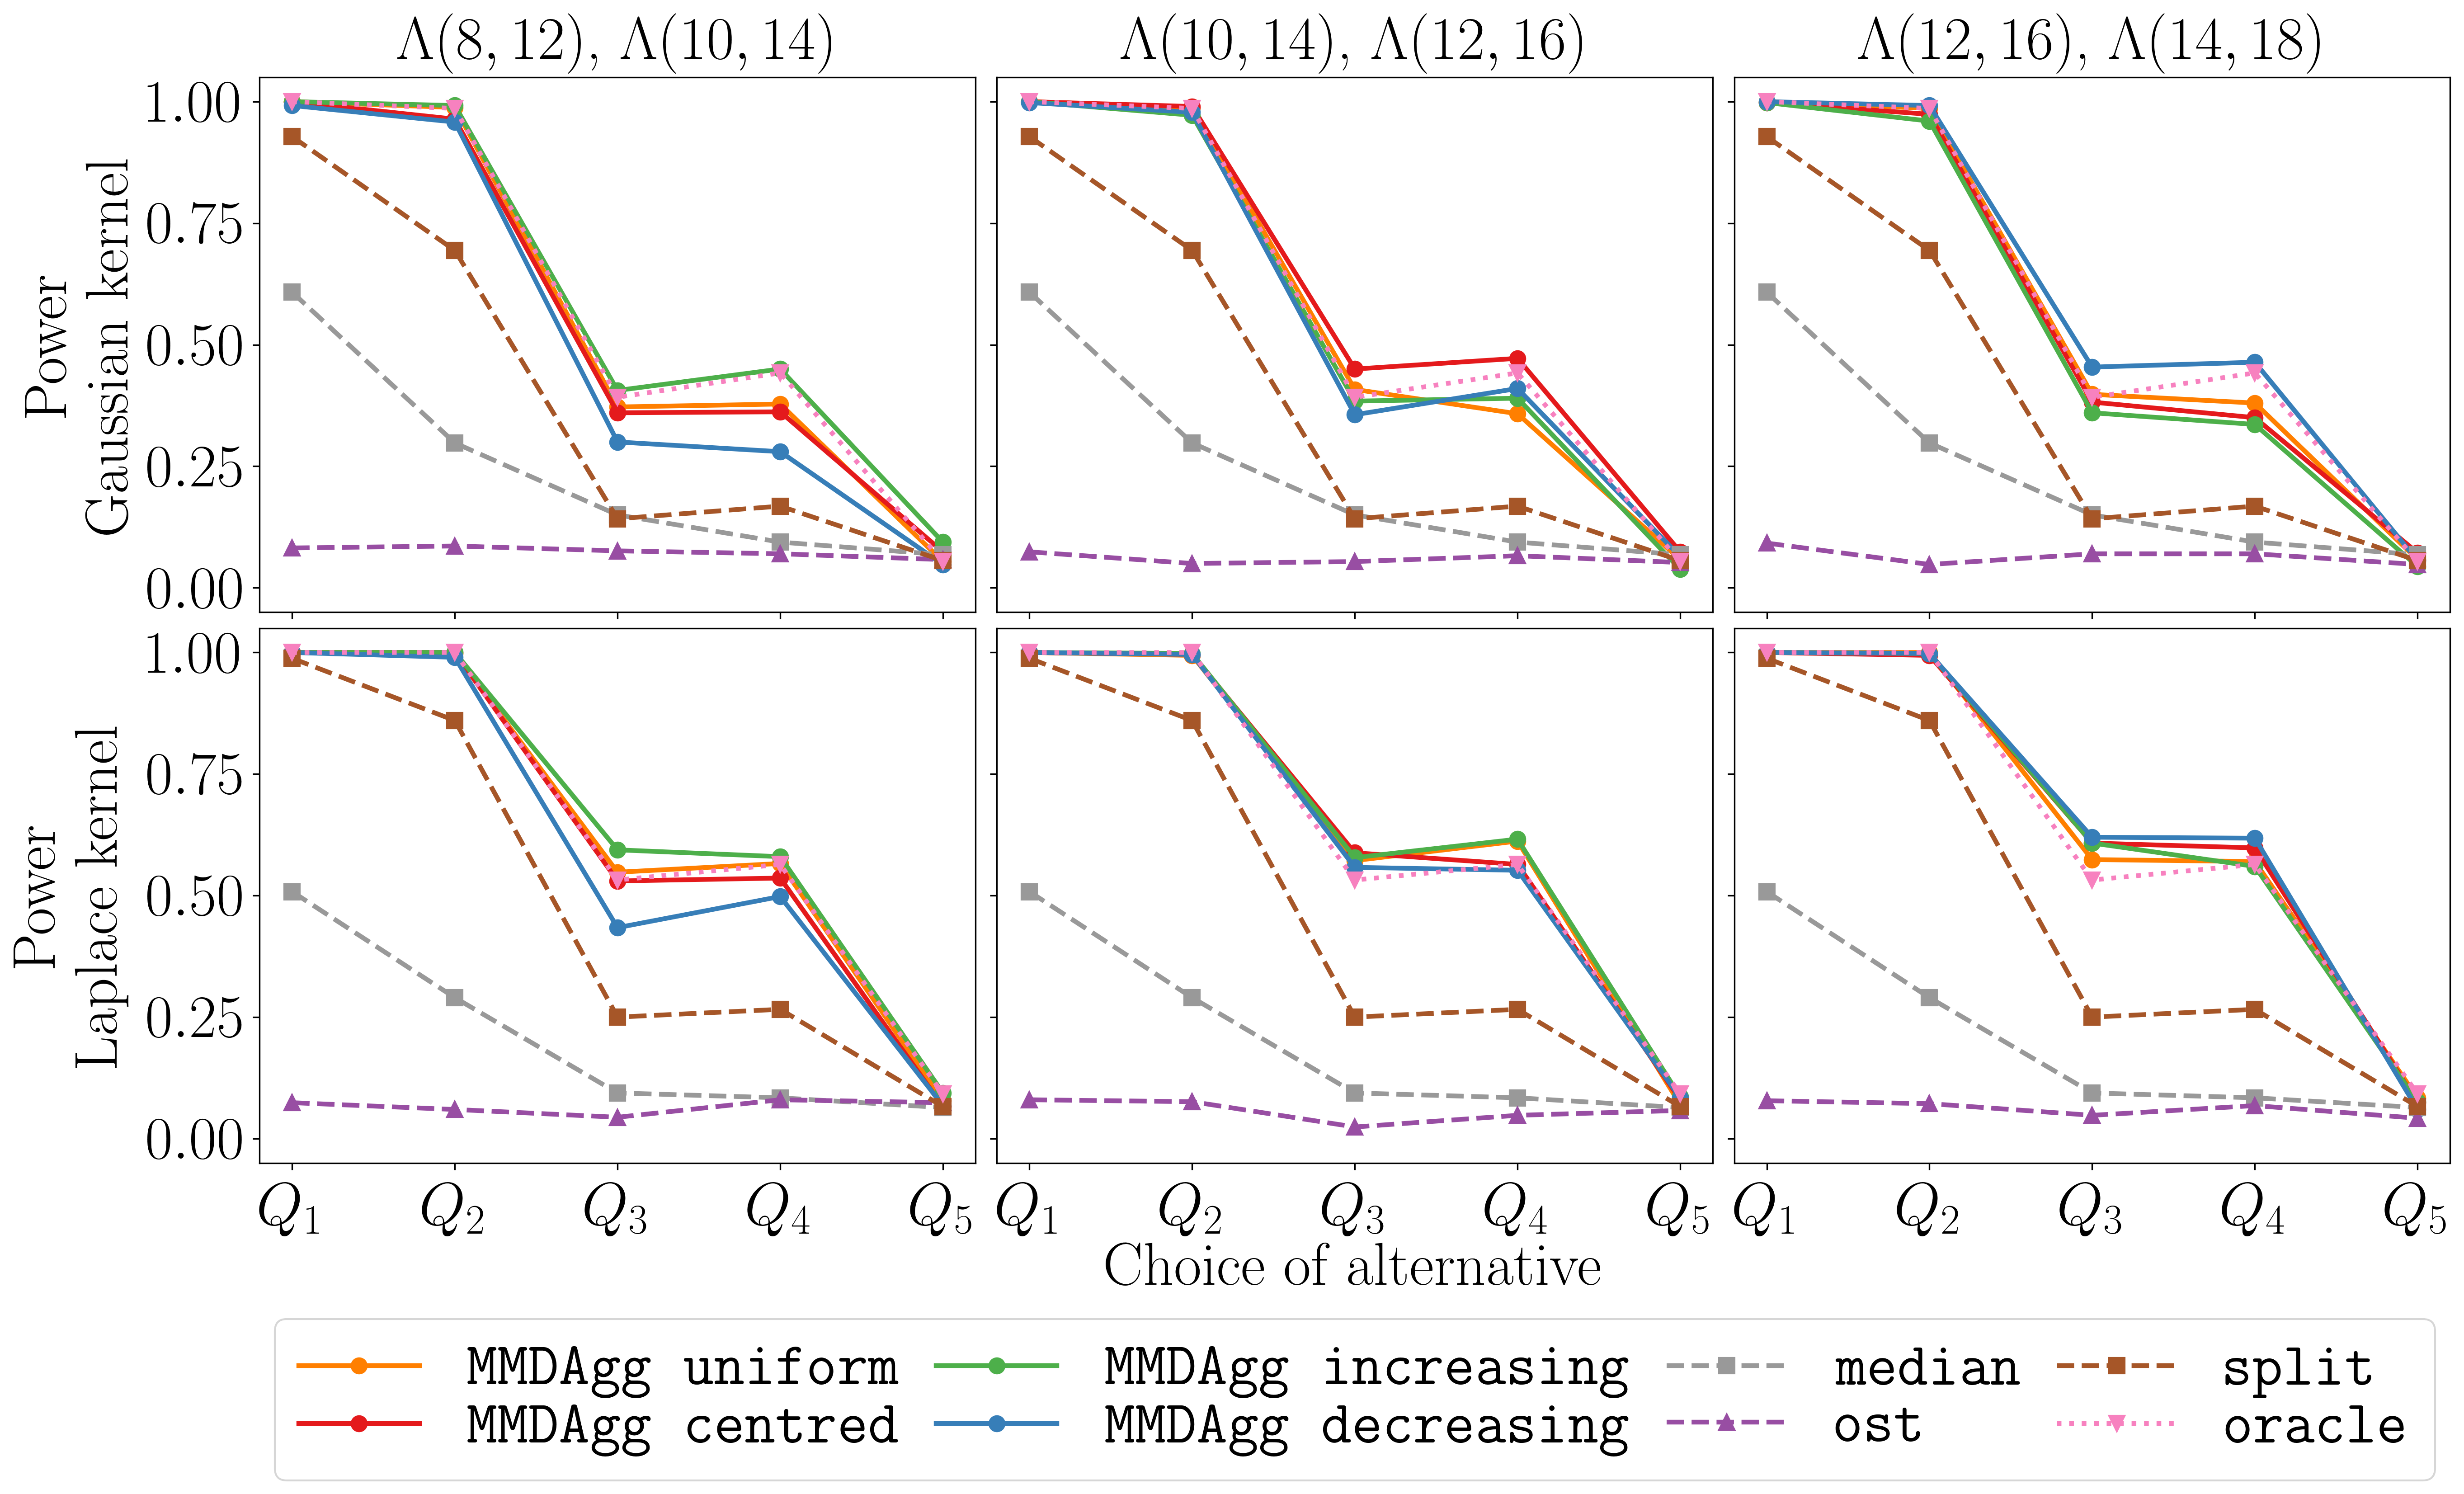 Λ(8, 12), Λ(10, 14)
Λ(10, 14), Λ(12, 16)
Λ(12, 16), Λ(14, 18)
Power
Gaussian kernel
1.00
0.75
0.50
0.25
0.00
Power
Laplace kernel
1.00
0.75
0.50
0.25
0.00
Q1 Q2 Q3 Q4 Q5
Q1 Q2 Q3 Q4 Q5
Q1 Q2 Q3 Q4 Q5
Choice of alternative
MMDAgg uniform
MMDAgg centred
MMDAgg increasing
MMDAgg decreasing
median
ost
split
oracle